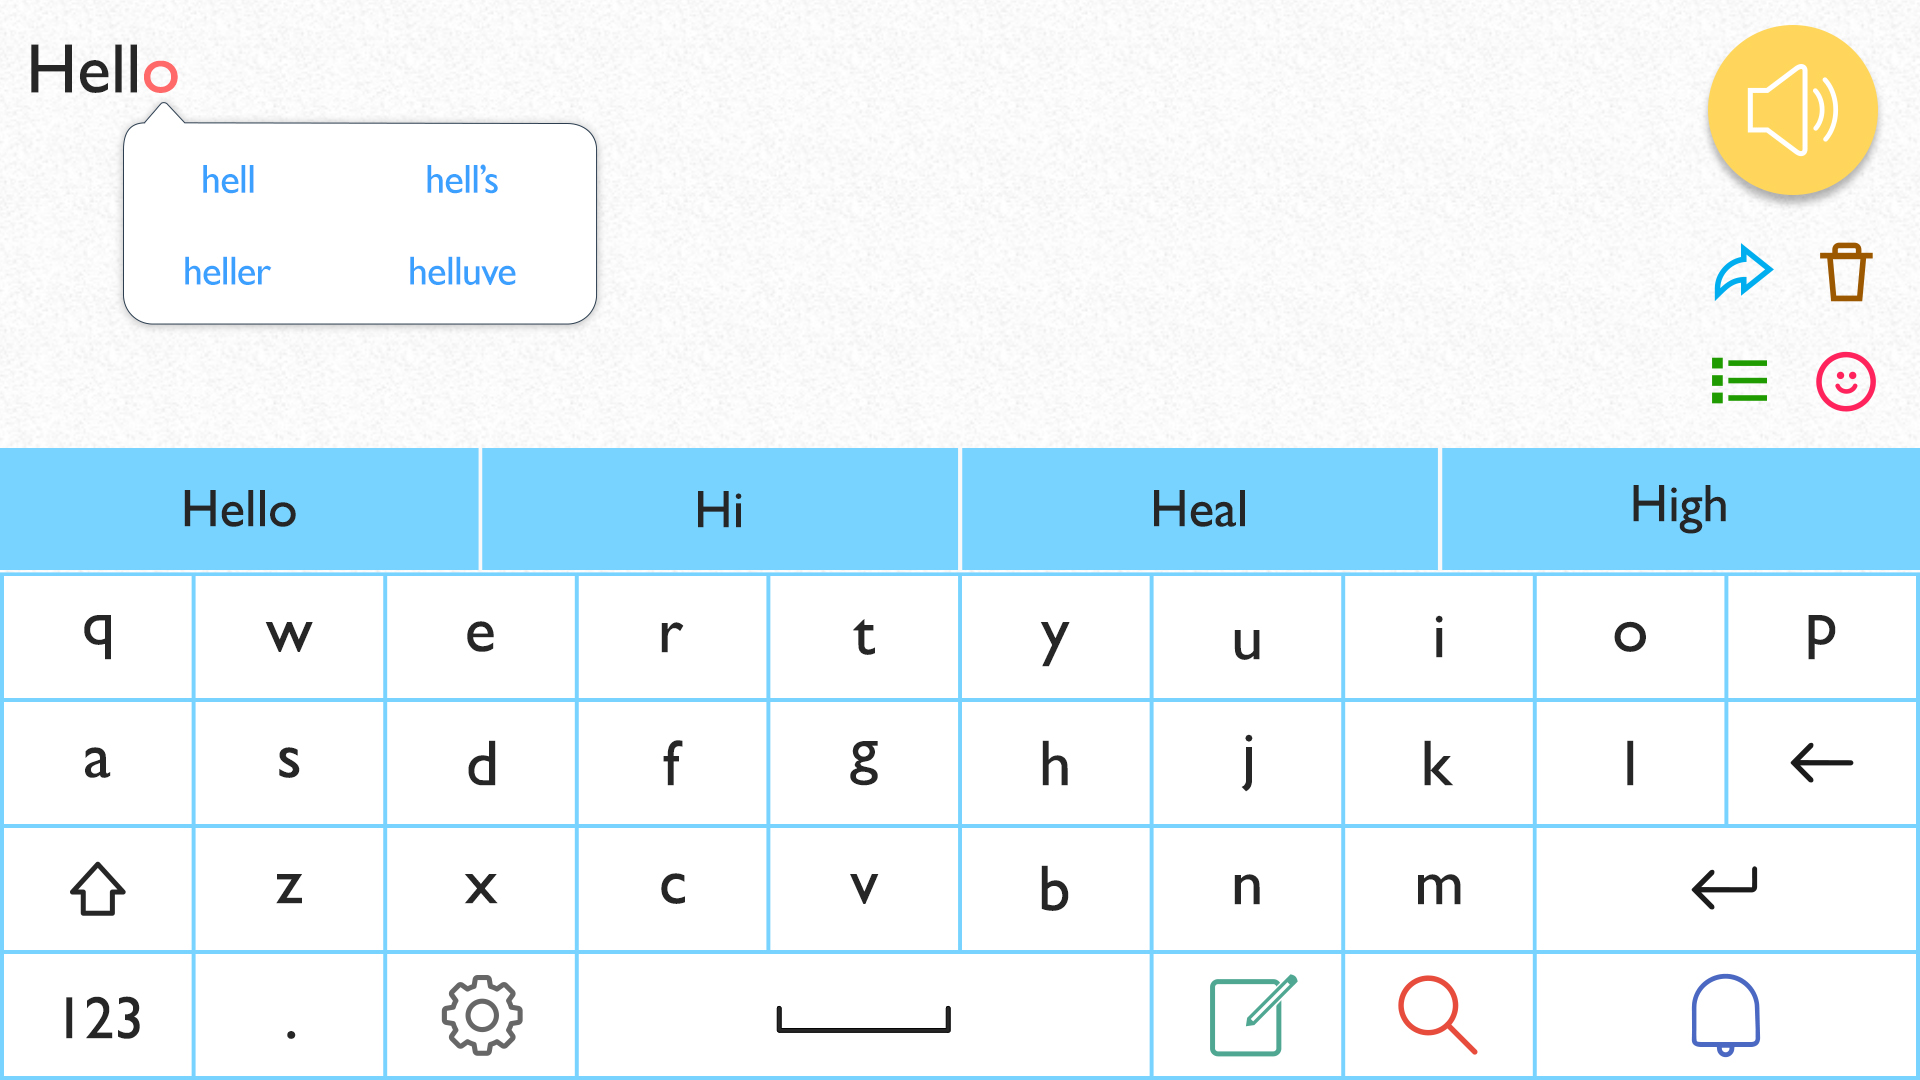 Hello
hell hell's
heller helluve
Hello Hi Heal High
q w e r t y u i o p
a s d f g h j k l
z x c v b n m
123 .